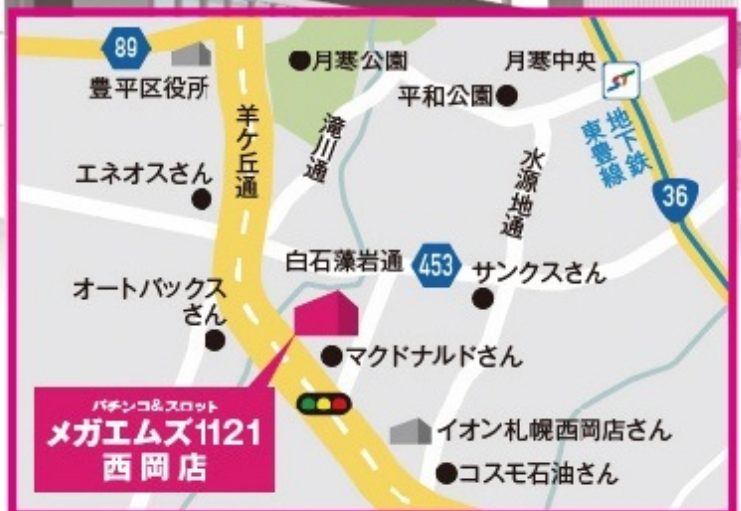 89
豊平区役所
月寒公園
月寒中央
ST
平和公園
羊ケ丘通
滝川通
地下鉄
東豊線
水源地通
36
エネオスさん
白石藻岩通
453
サンクスさん
オートバックス
さん
マクドナルドさん
パチンコ&スロット
メガエムズ1121
西岡店
イオン札幌西岡店さん
コスモ石油さん